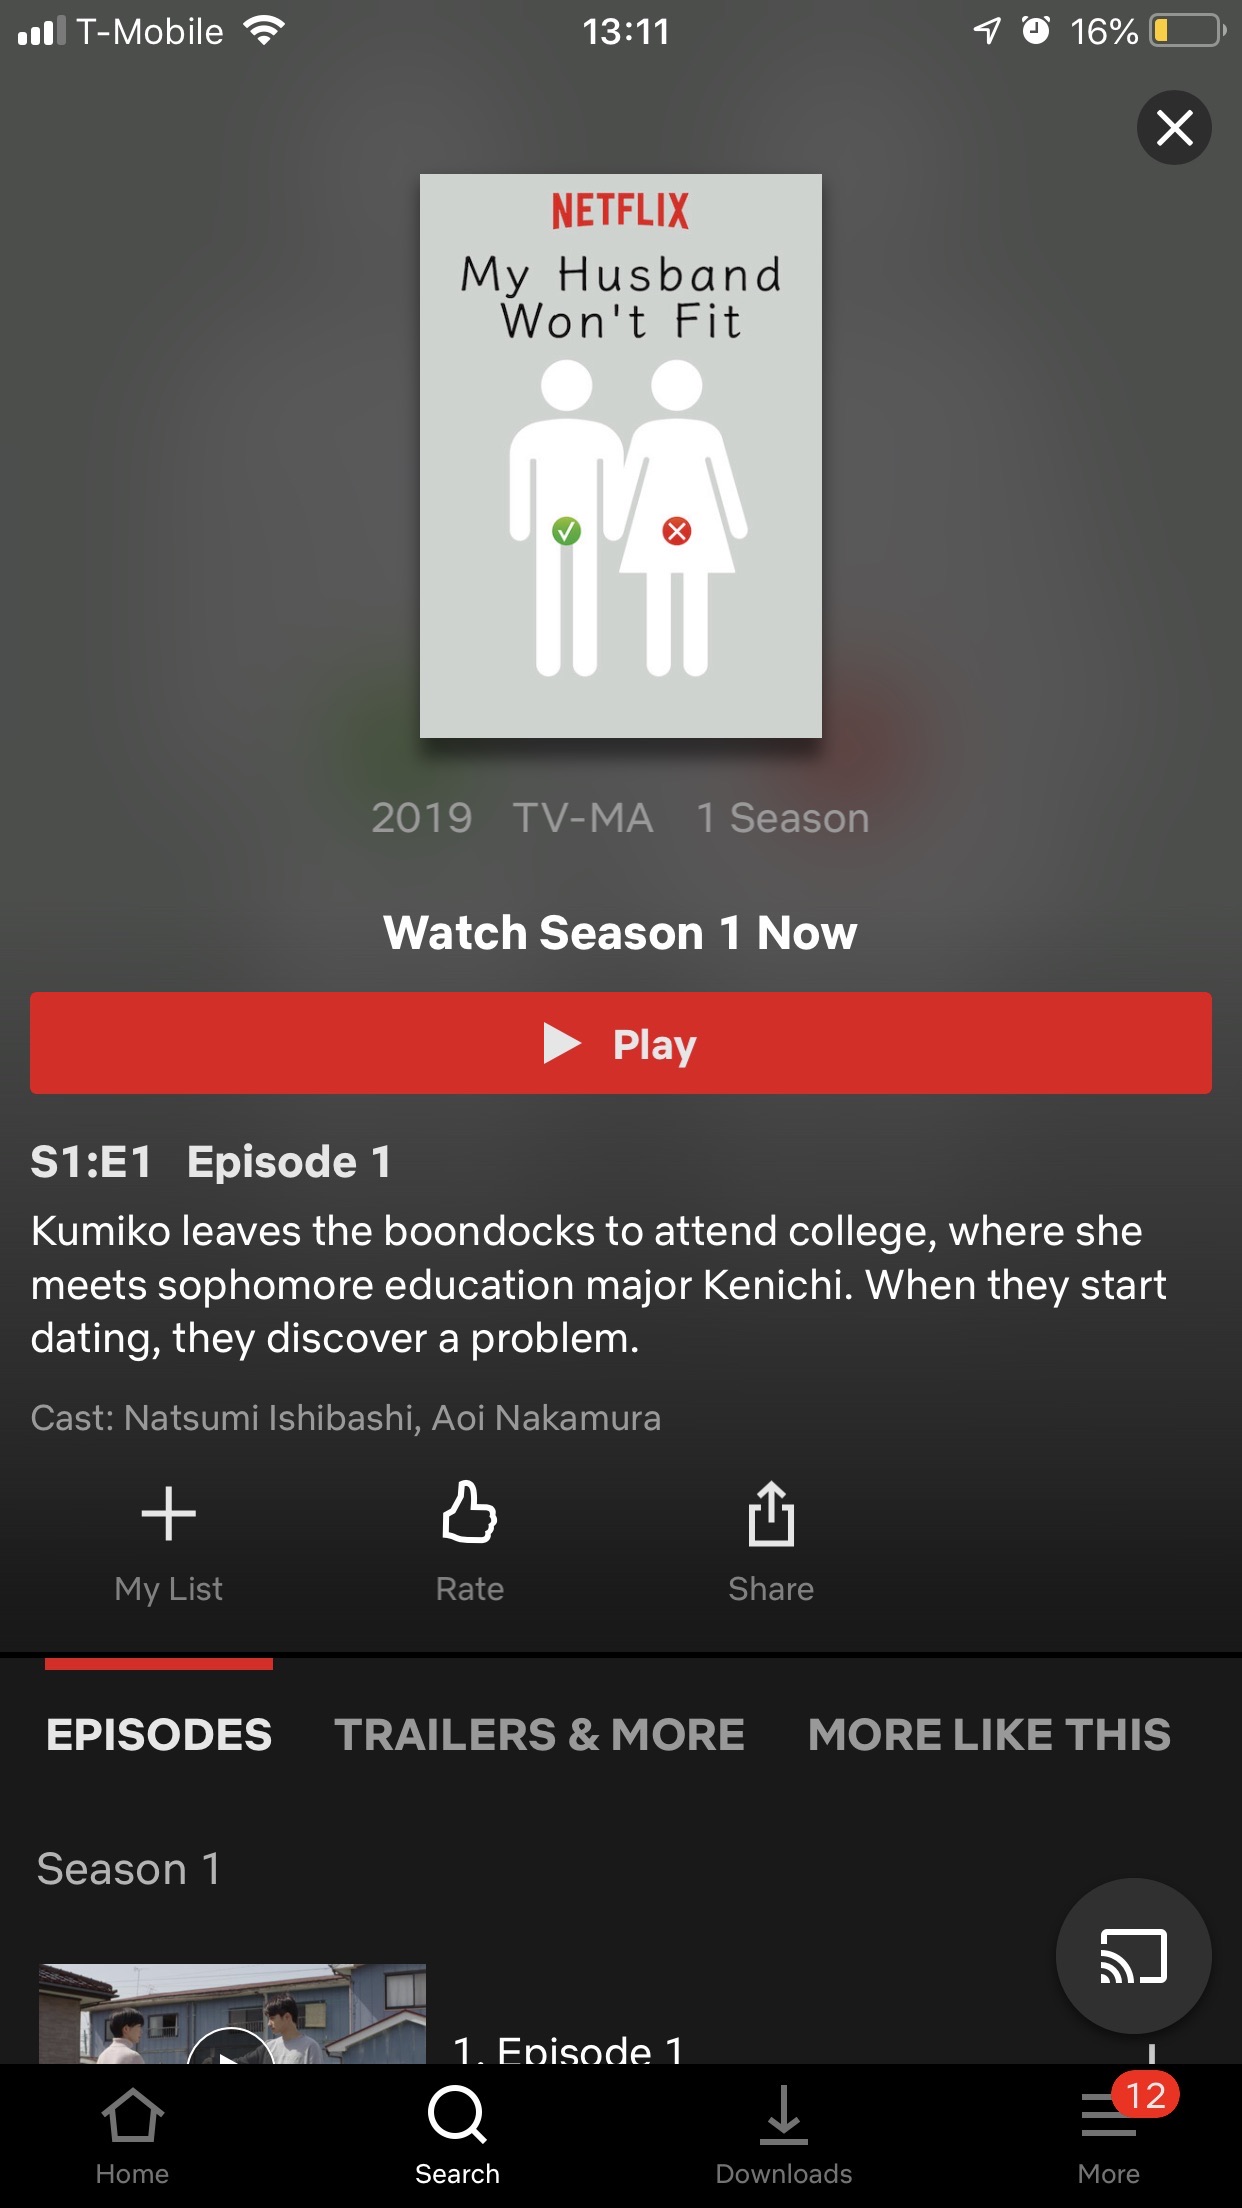 T-Mobile 13:11 16%
NETFLIX
My Husband
Won't Fit
2019 TV-MA 1 Season
Watch Season 1 Now
Play
S1:E1 Episode 1
Kumiko leaves the boondocks to attend college, where she
meets sophomore education major Kenichi. When they start
dating, they discover a problem.
Cast: Natsumi Ishibashi, Aoi Nakamura
My List Rate Share
EPISODES TRAILERS & MORE MORE LIKE THIS
Season 1
1. Episode 1
12
Home Search Downloads More